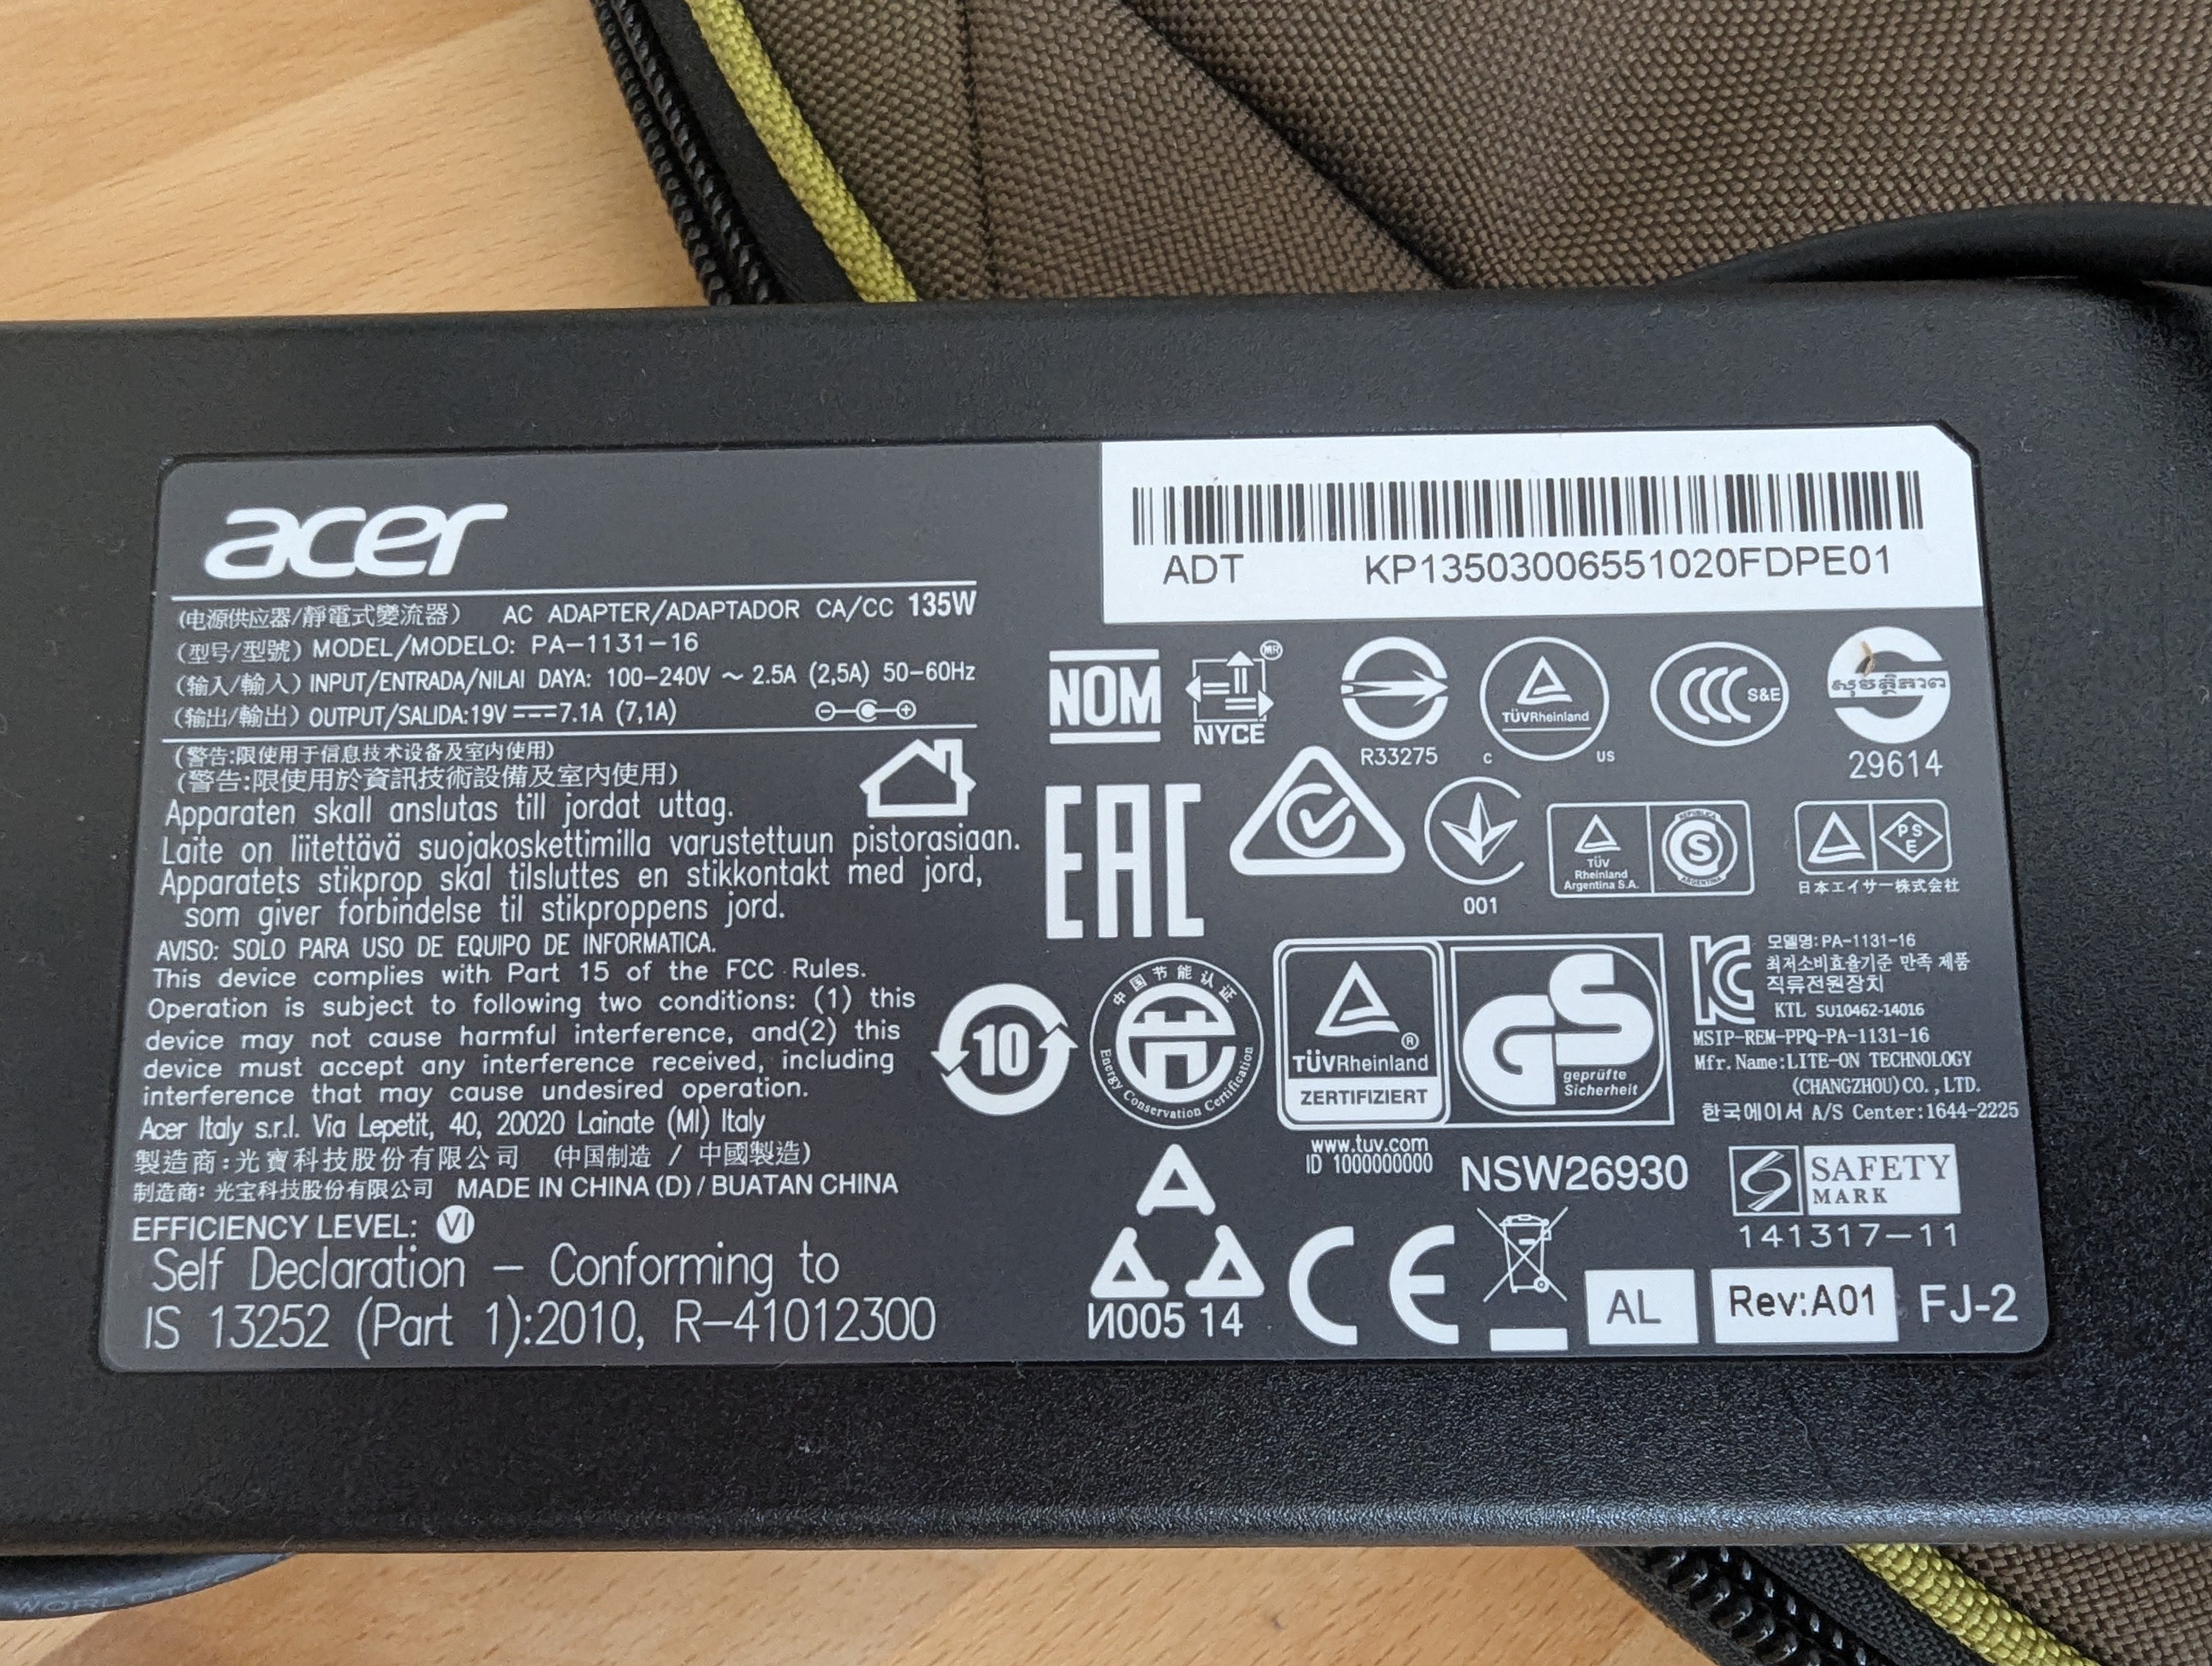 acer
(电源供应器/靜電式變流器) AC ADAPTER/ADAPTADOR CA/CC 135W
(型号/型號) MODEL/MODELO: PA-1131-16
(输入/輸入) INPUT/ENTRADA/NILAI DAYA: 100-240V ～ 2.5A (2,5A) 50-60Hz
(输出/輸出) OUTPUT/SALIDA:19V⎓7.1A (7,1A)
(警告:限使用于信息技术设备及室内使用)
(警告:限使用於資訊技術設備及室內使用)
Apparaten skall anslutas till jordat uttag.
Laite on liitettävä suojakoskettimilla varustettuun pistorasiaan.
Apparatets stikprop skal tilsluttes en stikkontakt med jord,
som giver forbindelse til stikproppens jord.
AVISO: SOLO PARA USO DE EQUIPO DE INFORMATICA.
This device complies with Part 15 of the FCC Rules.
Operation is subject to following two conditions: (1) this
device may not cause harmful interference, and(2) this
device must accept any interference received, including
interference that may cause undesired operation.
Acer Italy s.r.l. Via Lepetit, 40, 20020 Lainate (MI) Italy
製造商:光寶科技股份有限公司 (中国制造 / 中國製造)
制造商: 光宝科技股份有限公司 MADE IN CHINA (D) / BUATAN CHINA
EFFICIENCY LEVEL: VI
Self Declaration – Conforming to
IS 13252 (Part 1):2010, R-41012300
ADT KP13503006551020FDPE01
NOM
NYCE
MR
R33275
TÜVRheinland
c US
CCC S&E
សុវត្ថិភាព
29614
EAC
001
TÜV
Rheinland
Argentina S.A.
REPUBLICA
S
ARGENTINA
PS
E
日本エイサー株式会社
10
中国节能认证
Energy Conservation Certification
TÜVRheinland ®
ZERTIFIZIERT
GS
geprüfte
Sicherheit
www.tuv.com
ID 1000000000
NSW26930
모델명: PA-1131-16
최저소비효율기준 만족 제품
직류전원장치
KTL SU10462-14016
MSIP-REM-PPQ-PA-1131-16
Mfr.Name:LITE-ON TECHNOLOGY
(CHANGZHOU)CO.,LTD.
한국에이서 A/S Center:1644-2225
SAFETY
MARK
141317-11
И005 14
CE
AL
Rev:A01
FJ-2